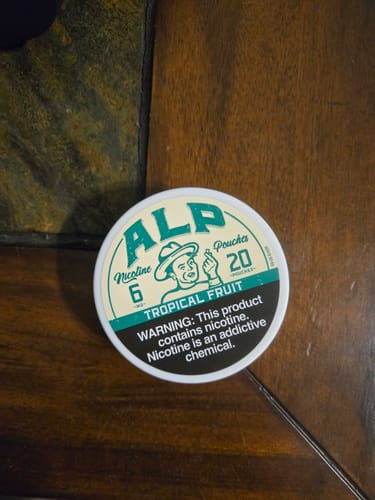 ALP
Nicotine Pouches
6 20
MG POUCHES
TROPICAL FRUIT
WARNING: This product
contains nicotine.
Nicotine is an addictive
chemical.